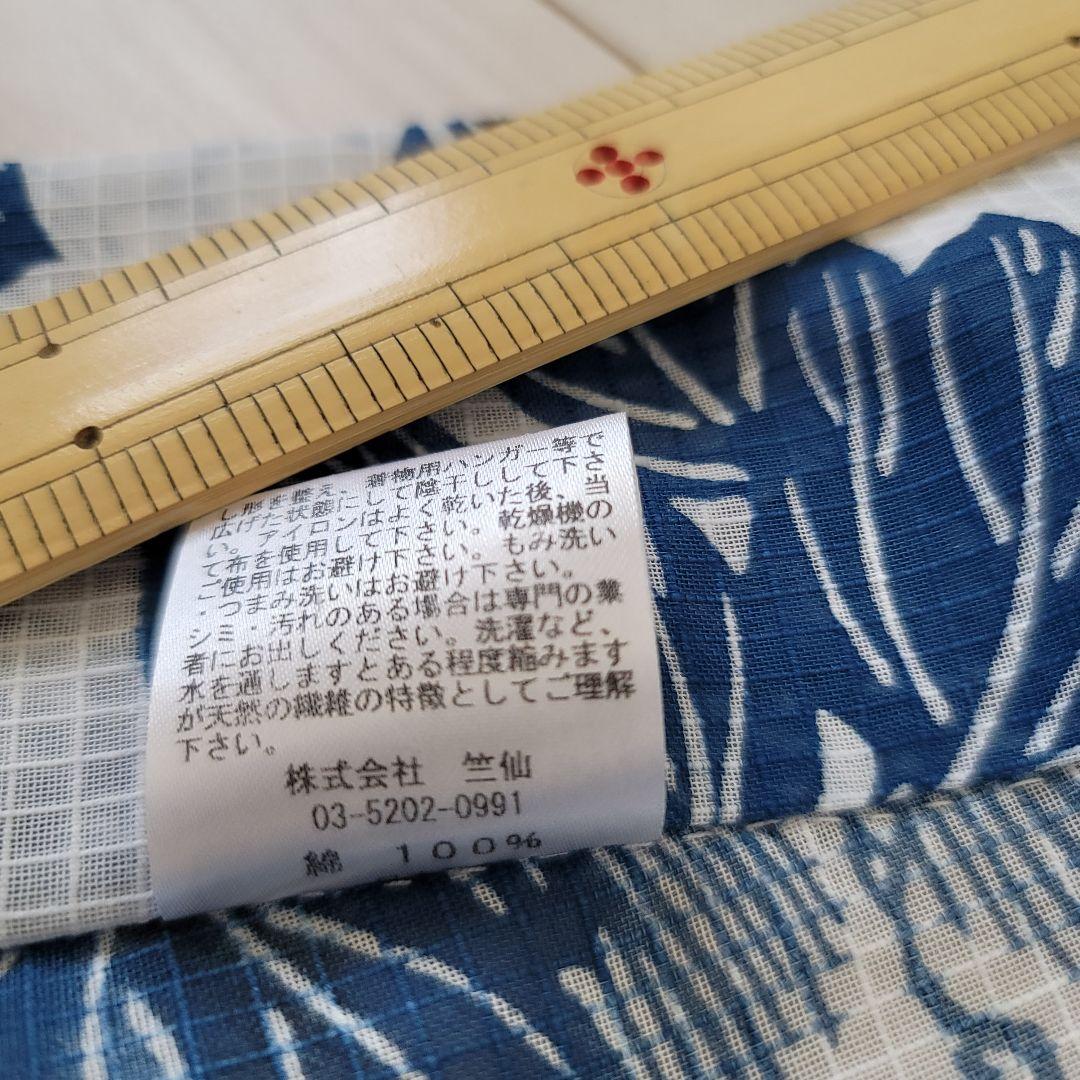 を整え、着物用ハンガー等で
広げた状態にして陰干しして下さ
い。アイロンはよく乾いた後、当
て布を使用して下さい。乾燥機の
ご使用はお避け下さい。もみ洗い
・つまみ洗いはお避け下さい。
シミ・汚れのある場合は専門の業
者にお出しください。洗濯など、
水を通しますとある程度縮みます
が天然の繊維の特徴としてご理解
下さい。
株式会社 竺仙
03-5202-0991
綿 100%